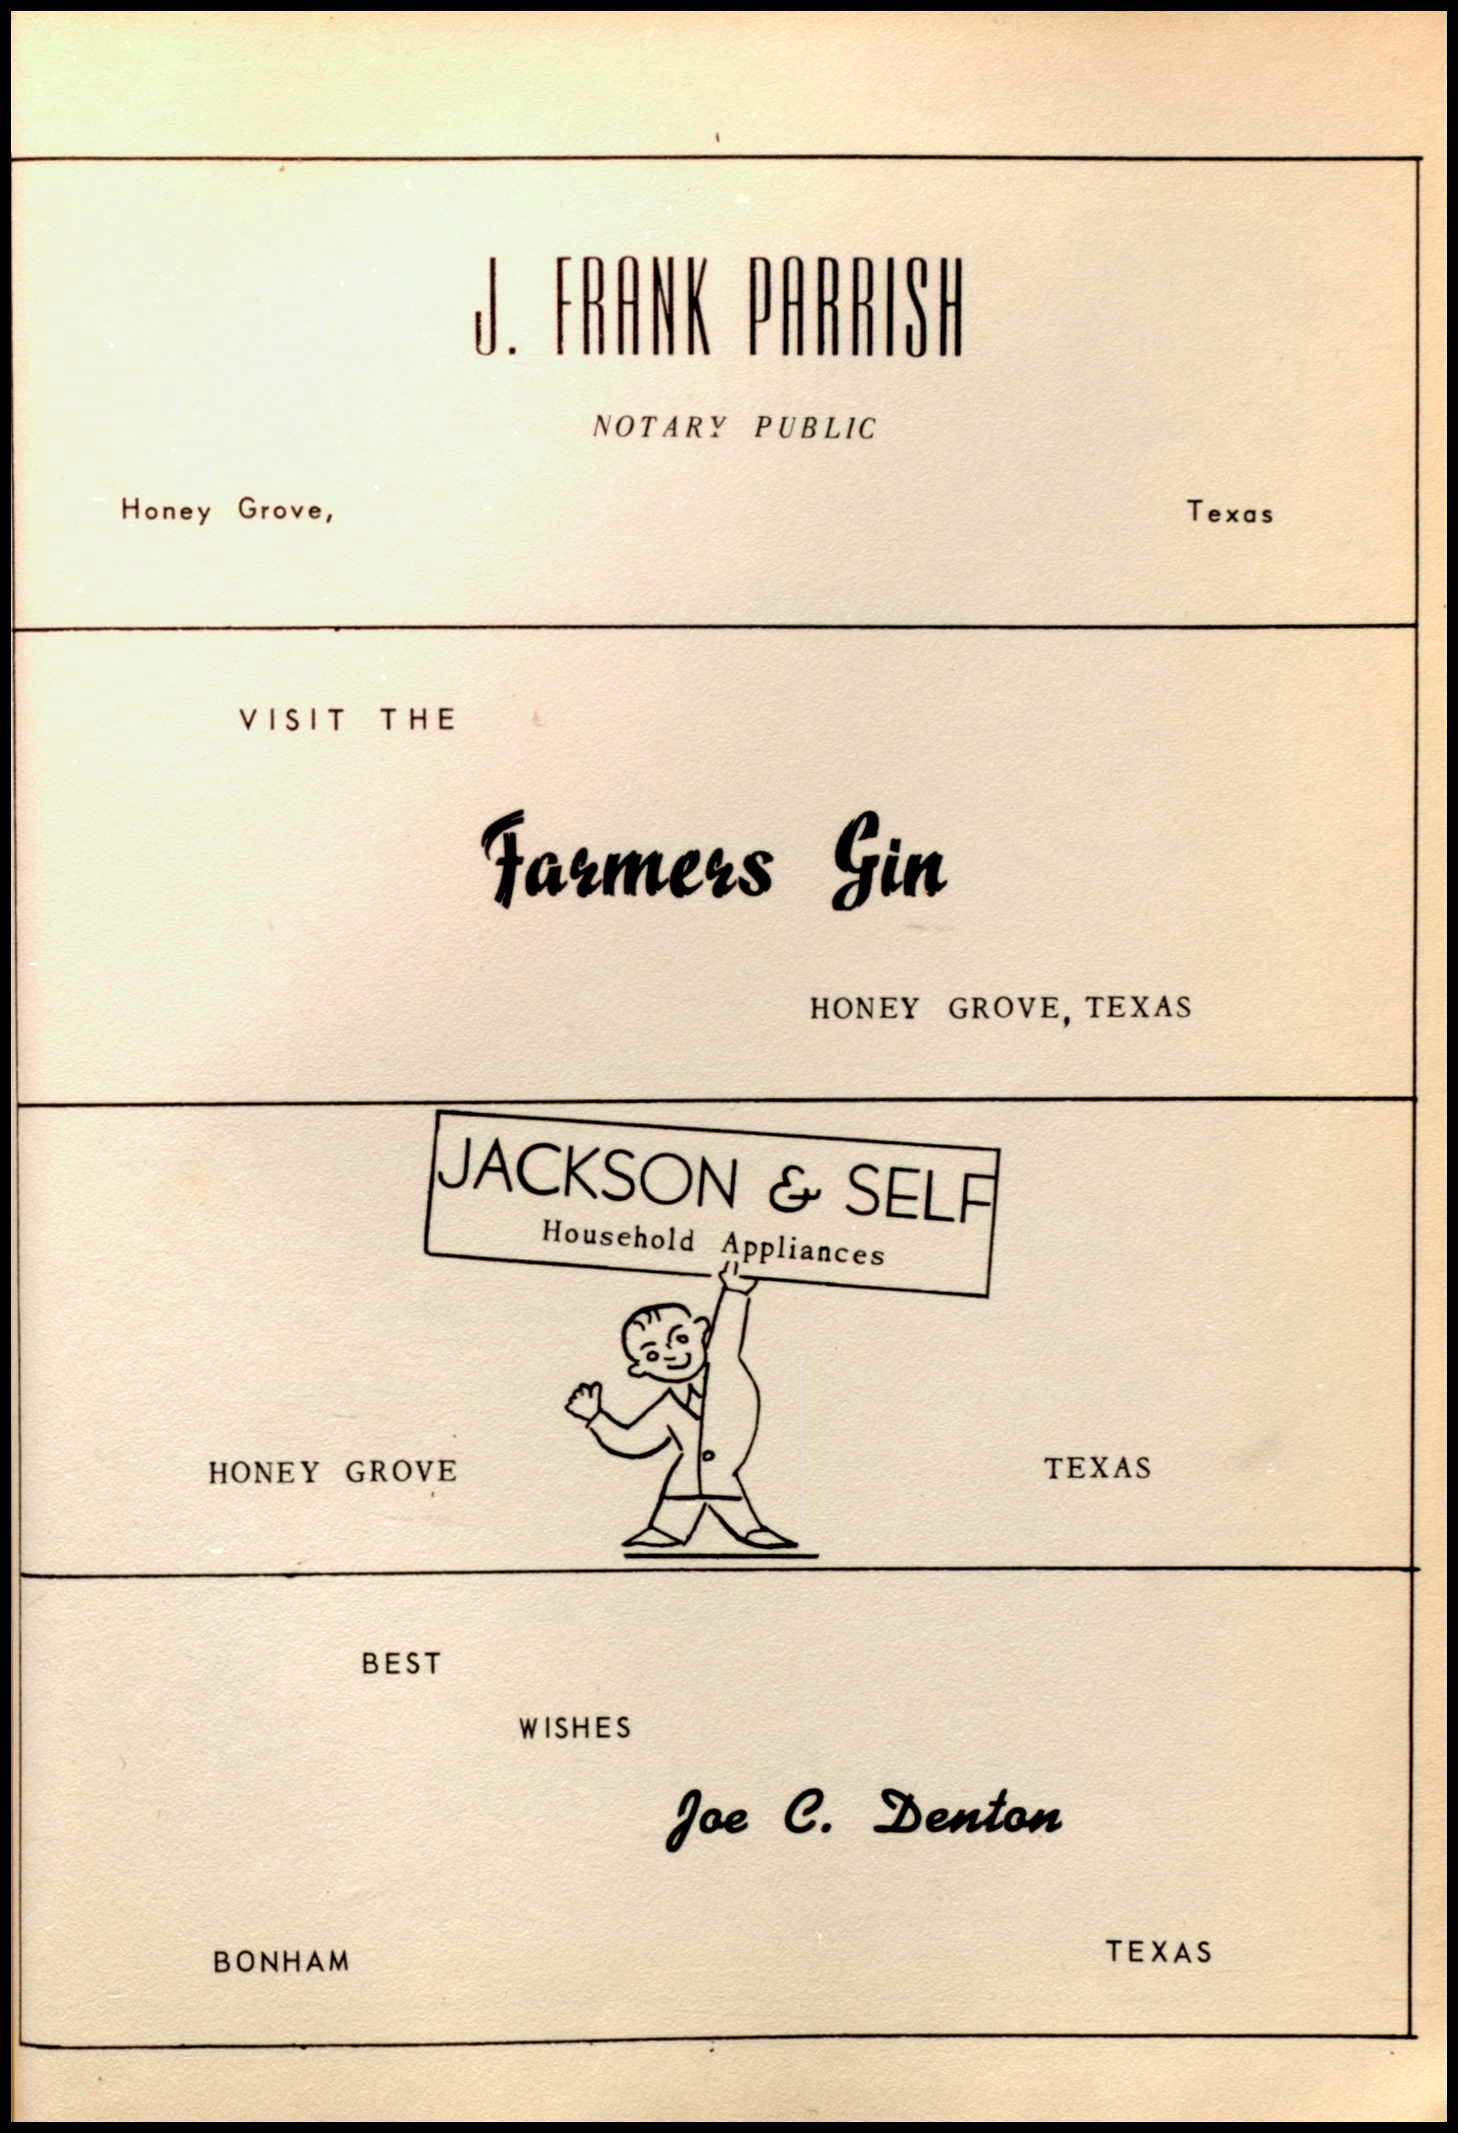 J. FRANK PARRISH
NOTARY PUBLIC
Honey Grove, Texas
VISIT THE
Farmers Gin
HONEY GROVE, TEXAS
JACKSON & SELF
Household Appliances
HONEY GROVE TEXAS
BEST
WISHES
Joe C. Denton
BONHAM TEXAS